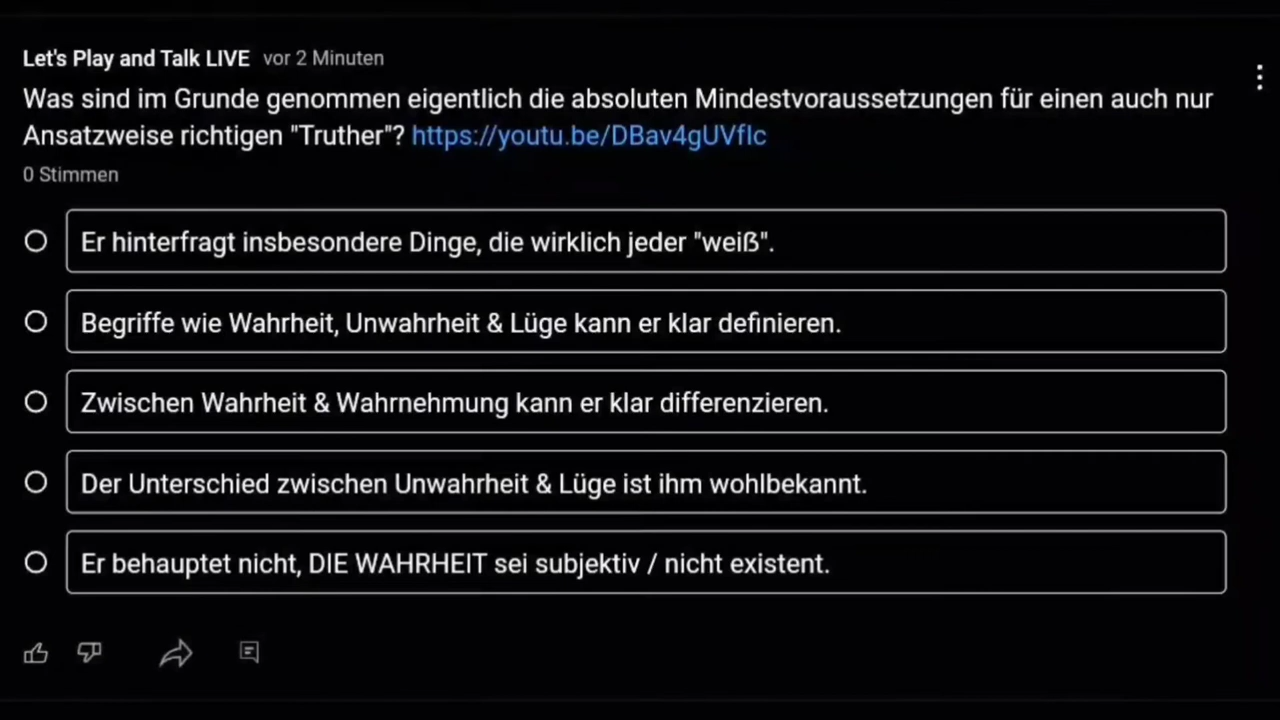 Let's Play and Talk LIVE vor 2 Minuten
Was sind im Grunde genommen eigentlich die absoluten Mindestvoraussetzungen für einen auch nur
Ansatzweise richtigen "Truther"? https://youtu.be/DBav4gUVfIc
0 Stimmen
Er hinterfragt insbesondere Dinge, die wirklich jeder "weiß".
Begriffe wie Wahrheit, Unwahrheit & Lüge kann er klar definieren.
Zwischen Wahrheit & Wahrnehmung kann er klar differenzieren.
Der Unterschied zwischen Unwahrheit & Lüge ist ihm wohlbekannt.
Er behauptet nicht, DIE WAHRHEIT sei subjektiv / nicht existent.